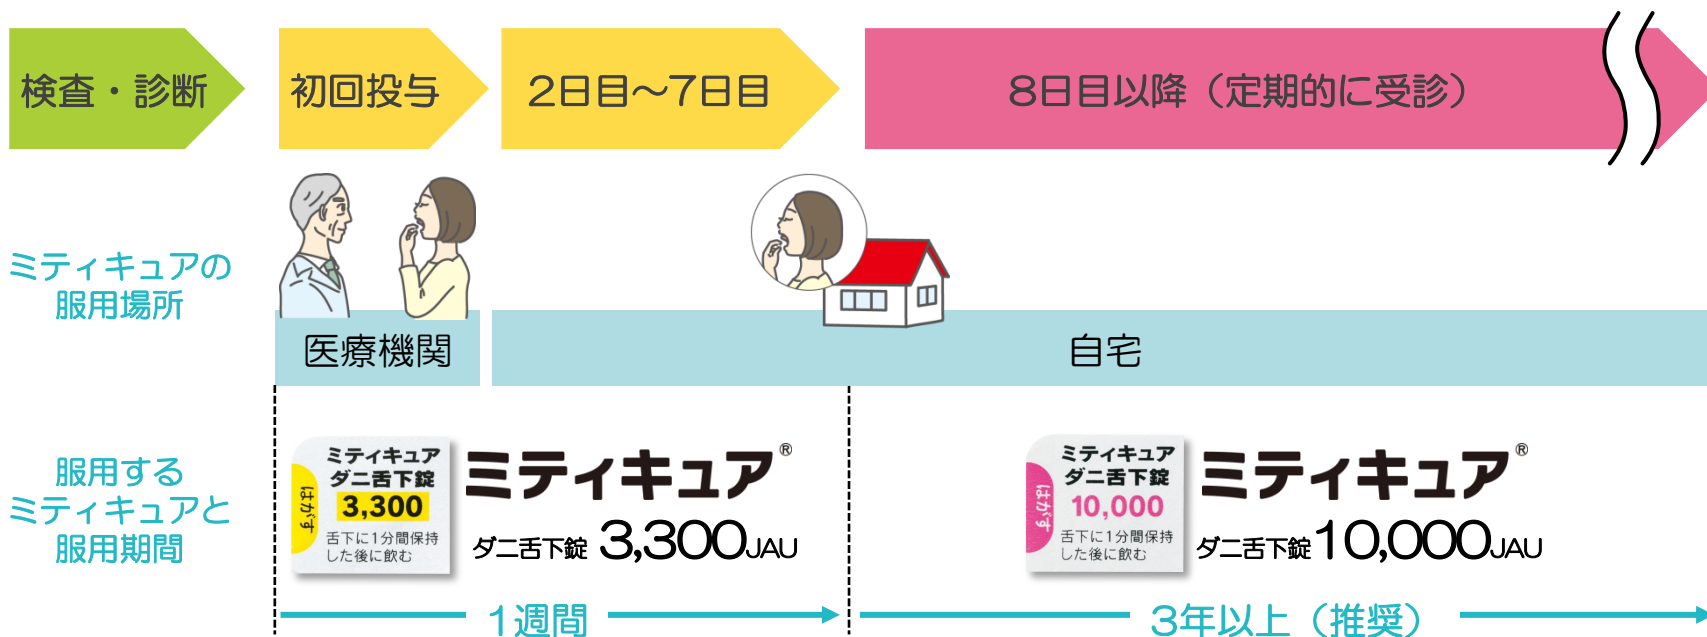 検査・診断
初回投与
2日目～7日目
8日目以降（定期的に受診）
ミティキュアの
服用場所
医療機関
自宅
服用する
ミティキュアと
服用期間
ミティキュア
ダニ舌下錠
3,300
はがす
舌下に1分間保持
した後に飲む
ミティキュア®
ダニ舌下錠 3,300JAU
ミティキュア
ダニ舌下錠
10,000
はがす
舌下に1分間保持
した後に飲む
ミティキュア®
ダニ舌下錠 10,000JAU
1週間
3年以上（推奨）